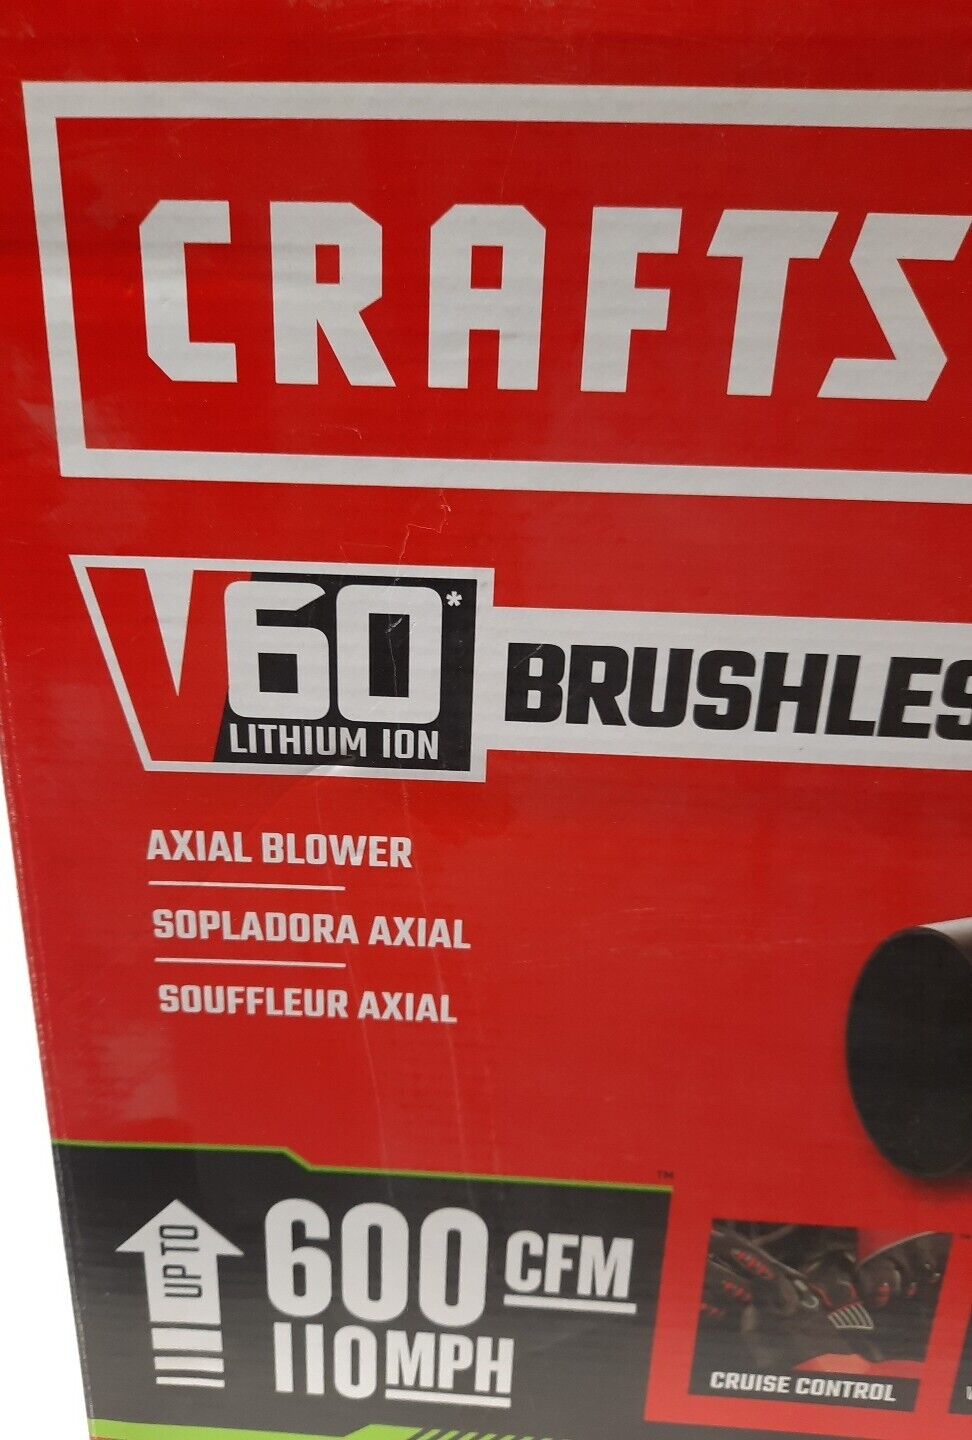 CRAFTS
V60*
LITHIUM ION
BRUSHLES
AXIAL BLOWER
SOPLADORA AXIAL
SOUFFLEUR AXIAL
™
UP TO
600 CFM
110 MPH
CRUISE CONTROL